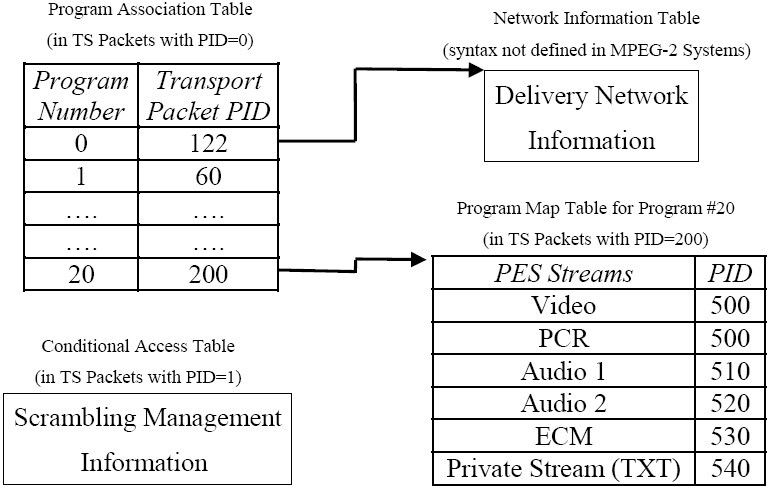 Program Association Table
(in TS Packets with PID=0)
Program Number Transport Packet PID
0 122
1 60
.... ....
.... ....
20 200
Network Information Table
(syntax not defined in MPEG-2 Systems)
Delivery Network
Information
Program Map Table for Program #20
(in TS Packets with PID=200)
PES Streams PID
Video 500
PCR 500
Audio 1 510
Audio 2 520
ECM 530
Private Stream (TXT) 540
Conditional Access Table
(in TS Packets with PID=1)
Scrambling Management
Information